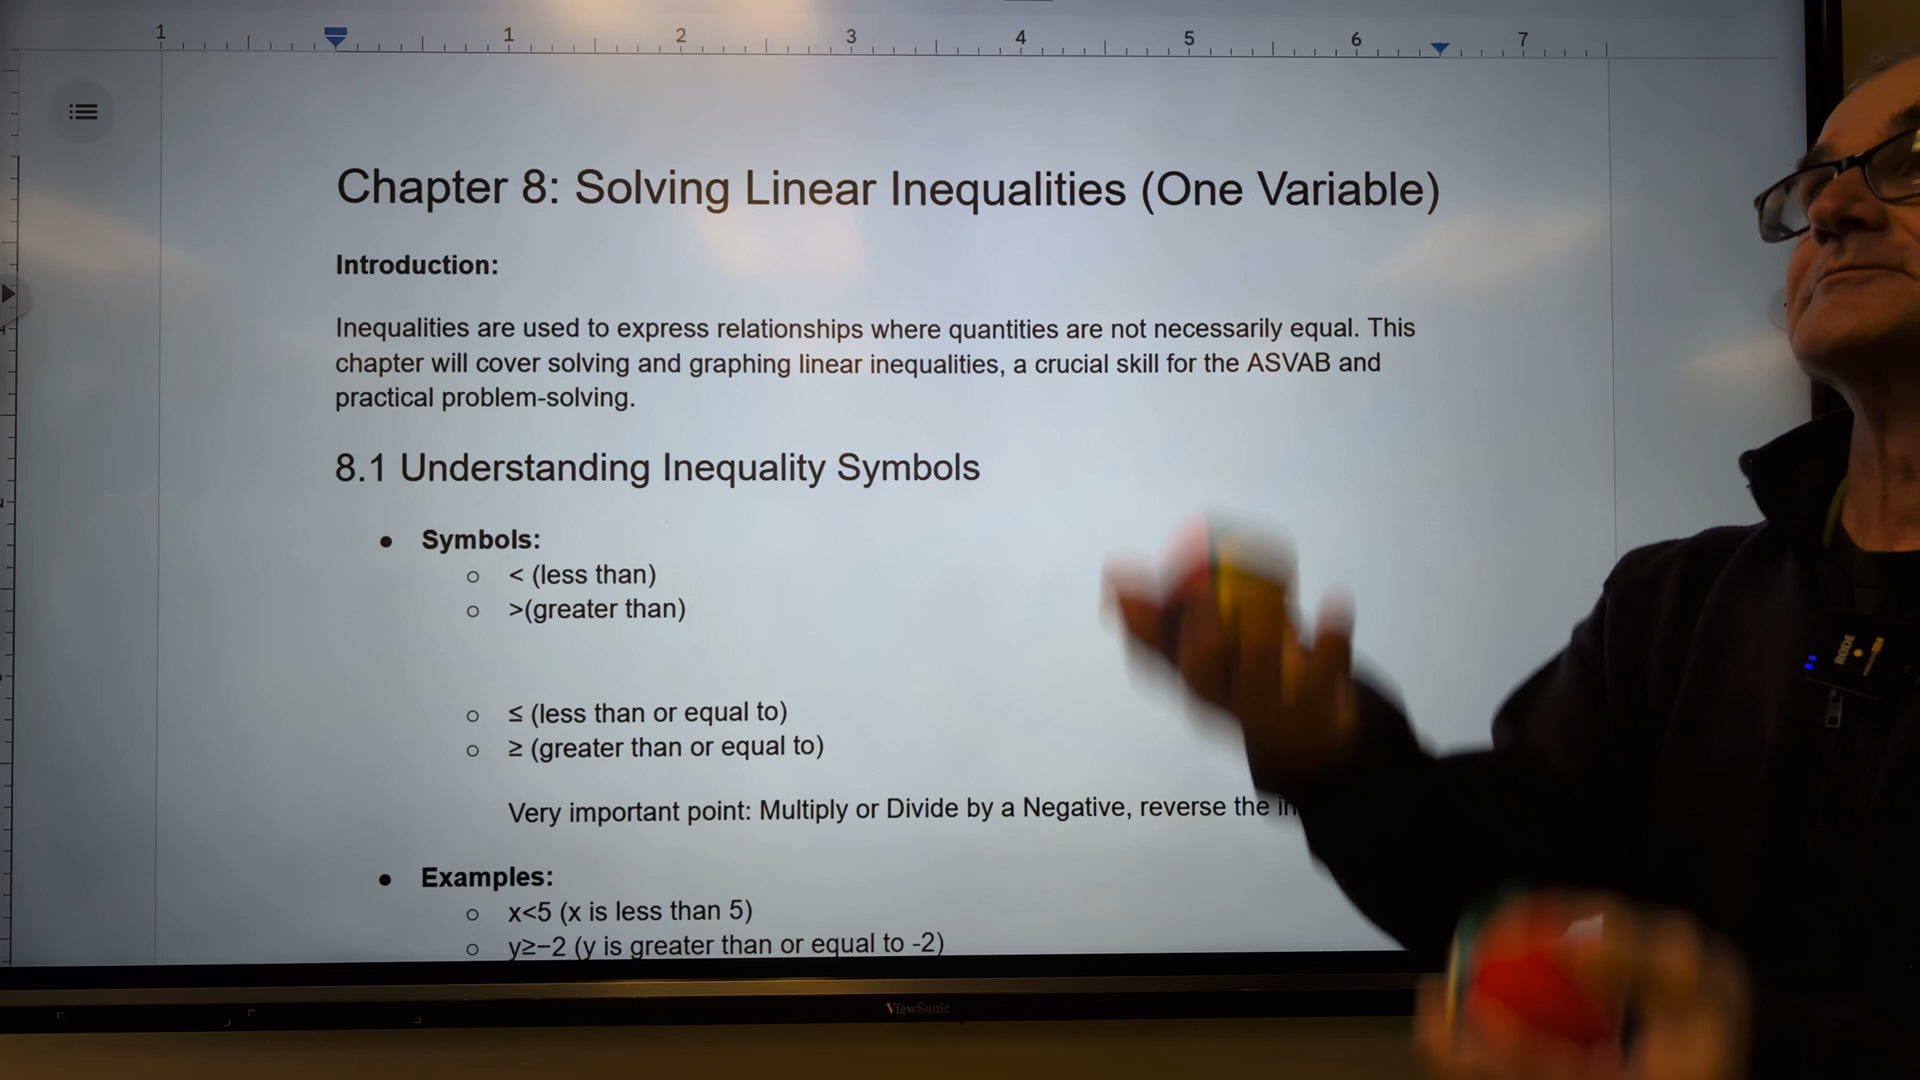 1 1 2 3 4 5 6 7
Chapter 8: Solving Linear Inequalities (One Variable)
Introduction:
Inequalities are used to express relationships where quantities are not necessarily equal. This
chapter will cover solving and graphing linear inequalities, a crucial skill for the ASVAB and
practical problem-solving.
8.1 Understanding Inequality Symbols
● Symbols:
○ < (less than)
○ >(greater than)
○ ≤ (less than or equal to)
○ ≥ (greater than or equal to)
Very important point: Multiply or Divide by a Negative, reverse the
● Examples:
○ x<5 (x is less than 5)
○ y≥−2 (y is greater than or equal to -2)
RODE
ViewSonic